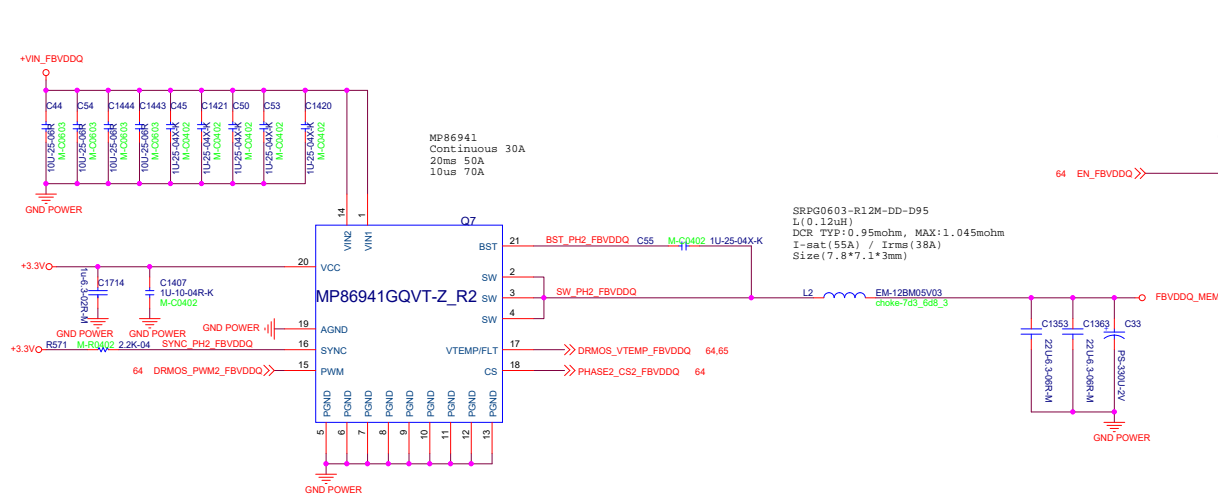 +VIN_FBVDDQ
C44
C54
C1444
C1443
C45
C1421
C50
C53
C1420
10U-25-06R
M-C0603
10U-25-06R
M-C0603
10U-25-06R
M-C0603
10U-25-06R
M-C0603
1U-25-04X-K
M-C0402
1U-25-04X-K
M-C0402
1U-25-04X-K
M-C0402
1U-25-04X-K
M-C0402
1U-25-04X-K
M-C0402
GND POWER
MP86941
Continuous 30A
20ms 50A
10us 70A
64 EN_FBVDDQ
SRPG0603-R12M-DD-D95
L(0.12uH)
DCR TYP:0.95mohm, MAX:1.045mohm
I-sat(55A) / Irms(38A)
Size(7.8*7.1*3mm)
14
1
Q7
VIN2
VIN1
BST
21
BST_PH2_FBVDDQ
C55
M-C0402
1U-25-04X-K
+3.3V
20
VCC
SW
2
SW
3
SW
4
SW_PH2_FBVDDQ
L2
EM-12BM05V03
choke-7d3_6d8_3
FBVDDQ_MEM
1u-6.3-02R-M
C1714
C1407
1U-10-04R-K
M-C0402
MP86941GQVT-Z_R2
GND POWER
GND POWER
GND POWER
19
AGND
+3.3V
R571
M-R0402
2.2K-04
SYNC_PH2_FBVDDQ
16
SYNC
VTEMP/FLT
17
DRMOS_VTEMP_FBVDDQ
64,65
64
DRMOS_PWM2_FBVDDQ
15
PWM
CS
18
PHASE2_CS2_FBVDDQ
64
C1353
22U-6.3-06R-M
C1363
22U-6.3-06R-M
C33
PS-330U-2V
GND POWER
PGND
PGND
PGND
PGND
PGND
PGND
PGND
PGND
PGND
5
6
7
8
9
10
11
12
13
GND POWER